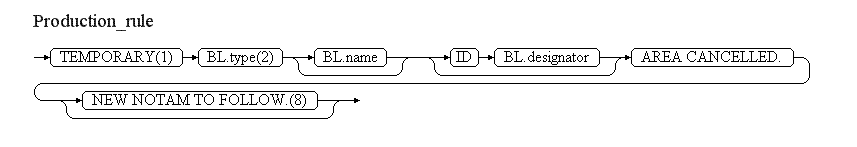 Production_rule
TEMPORARY(1) BL.type(2) BL.name ID BL.designator AREA CANCELLED.
NEW NOTAM TO FOLLOW.(8)